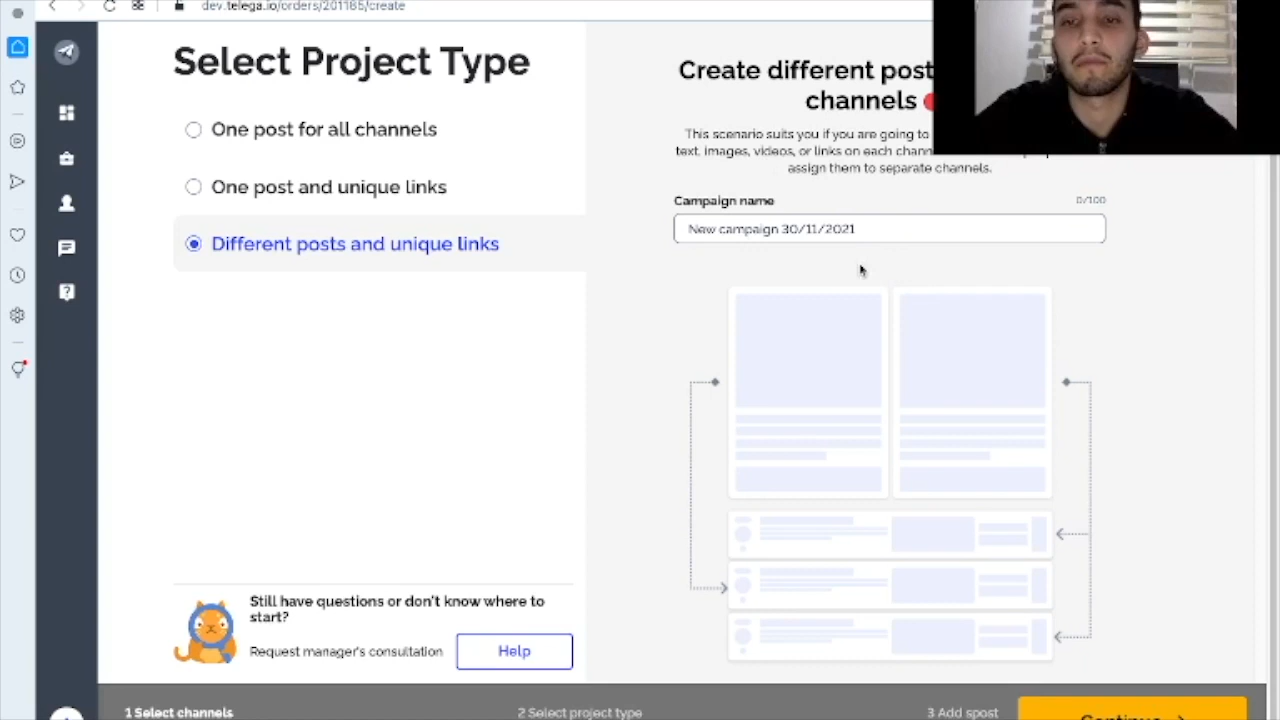 dev.telega.io/orders/201185/create
Select Project Type
One post for all channels
One post and unique links
Different posts and unique links
Still have questions or don't know where to
start?
Request manager's consultation
Help
Create different post
channels
This scenario suits you if you are going to
text, images, videos, or links on each chann
assign them to separate channels.
Campaign name
0/100
New campaign 30/11/2021
1 Select channels
2 Select project type
3 Add spost
Continue →